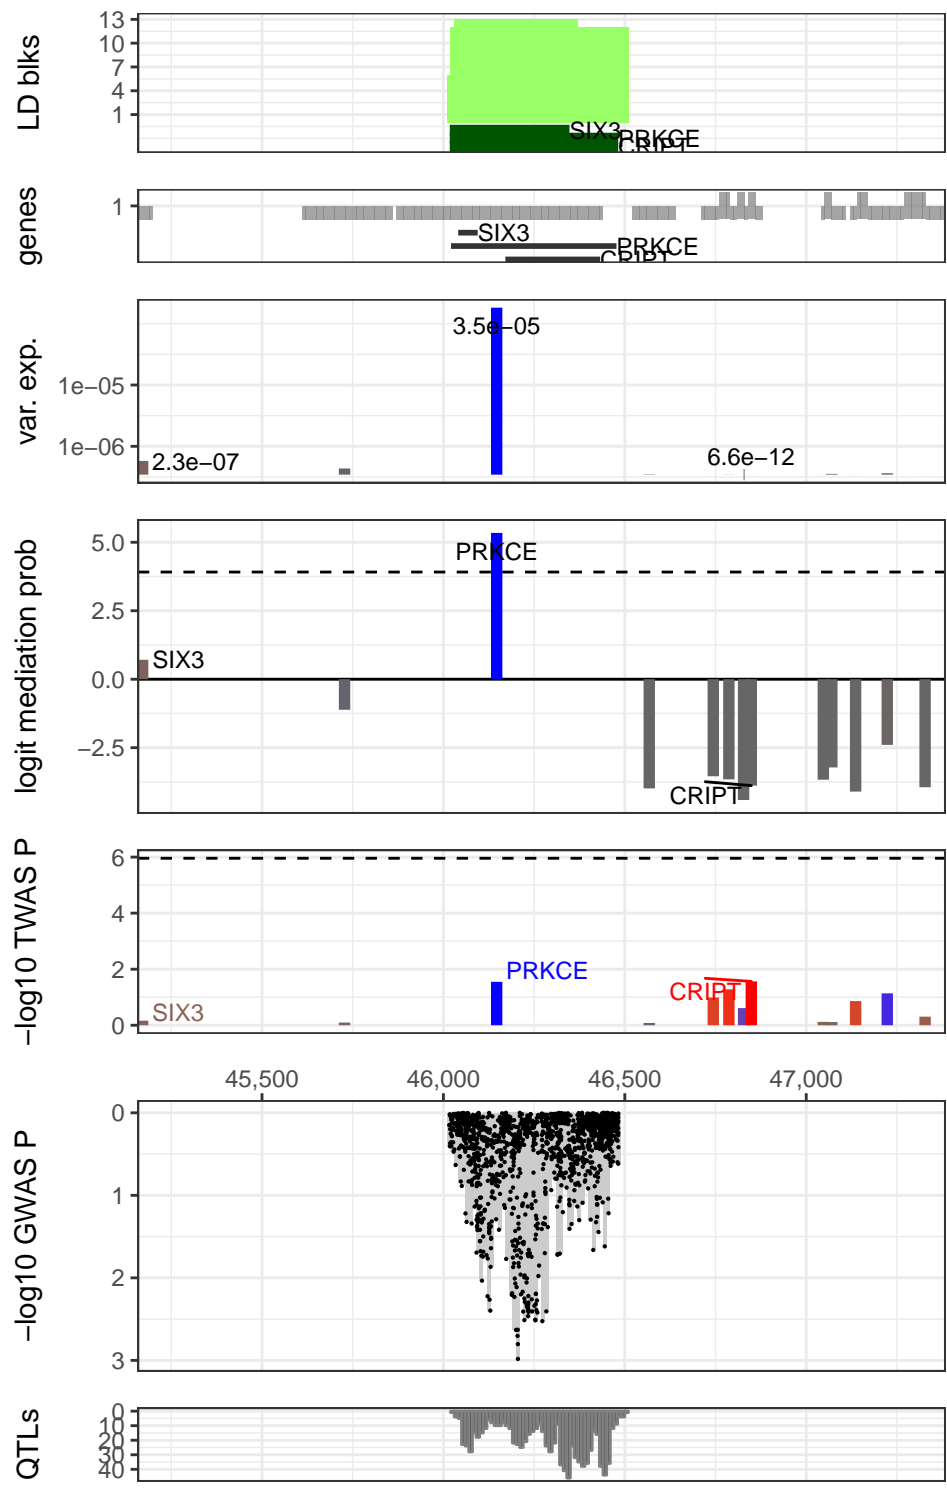 LD blks
13
10
7
4
1
SIX3
PRKCE
CRIPT
genes
1
SIX3
PRKCE
CRIPT
var. exp.
1e−05
1e−06
3.5e−05
2.3e−07
6.6e−12
logit mediation prob
5.0
2.5
0.0
−2.5
PRKCE
SIX3
CRIPT
−log10 TWAS P
6
4
2
0
PRKCE
CRIPT
SIX3
45,500 46,000 46,500 47,000
−log10 GWAS P
0
1
2
3
QTLs
0
10
20
30
40